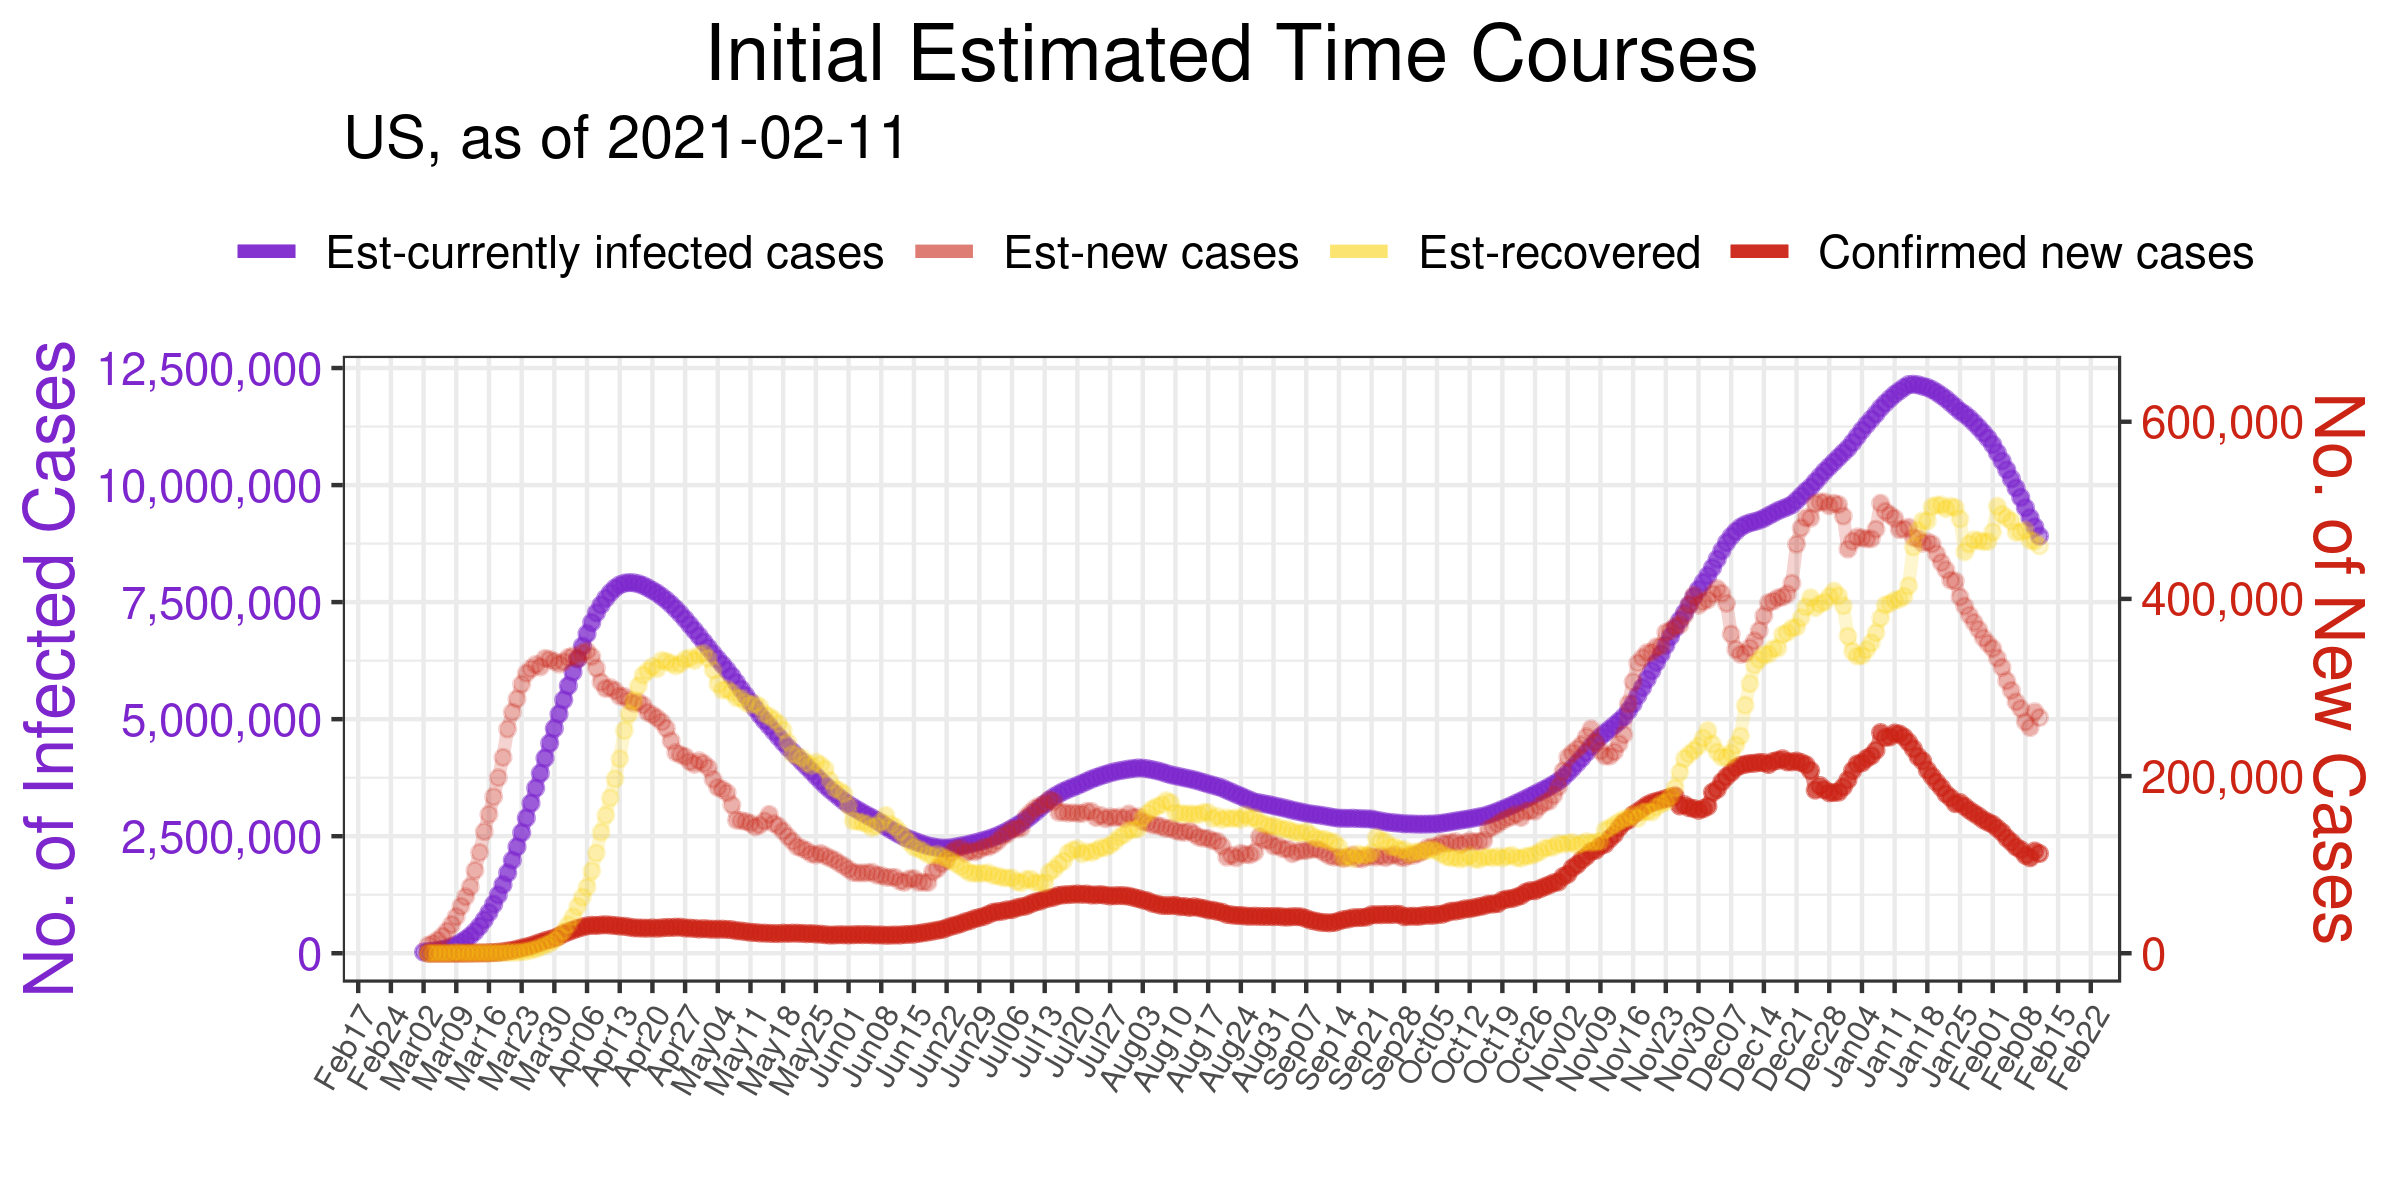 Initial Estimated Time Courses
US, as of 2021-02-11
Est-currently infected cases
Est-new cases
Est-recovered
Confirmed new cases
No. of Infected Cases
12,500,000
10,000,000
7,500,000
5,000,000
2,500,000
0
600,000
400,000
200,000
0
No. of New Cases
Feb17
Feb24
Mar02
Mar09
Mar16
Mar23
Mar30
Apr06
Apr13
Apr20
Apr27
May04
May11
May18
May25
Jun01
Jun08
Jun15
Jun22
Jun29
Jul06
Jul13
Jul20
Jul27
Aug03
Aug10
Aug17
Aug24
Aug31
Sep07
Sep14
Sep21
Sep28
Oct05
Oct12
Oct19
Oct26
Nov02
Nov09
Nov16
Nov23
Nov30
Dec07
Dec14
Dec21
Dec28
Jan04
Jan11
Jan18
Jan25
Feb01
Feb08
Feb15
Feb22